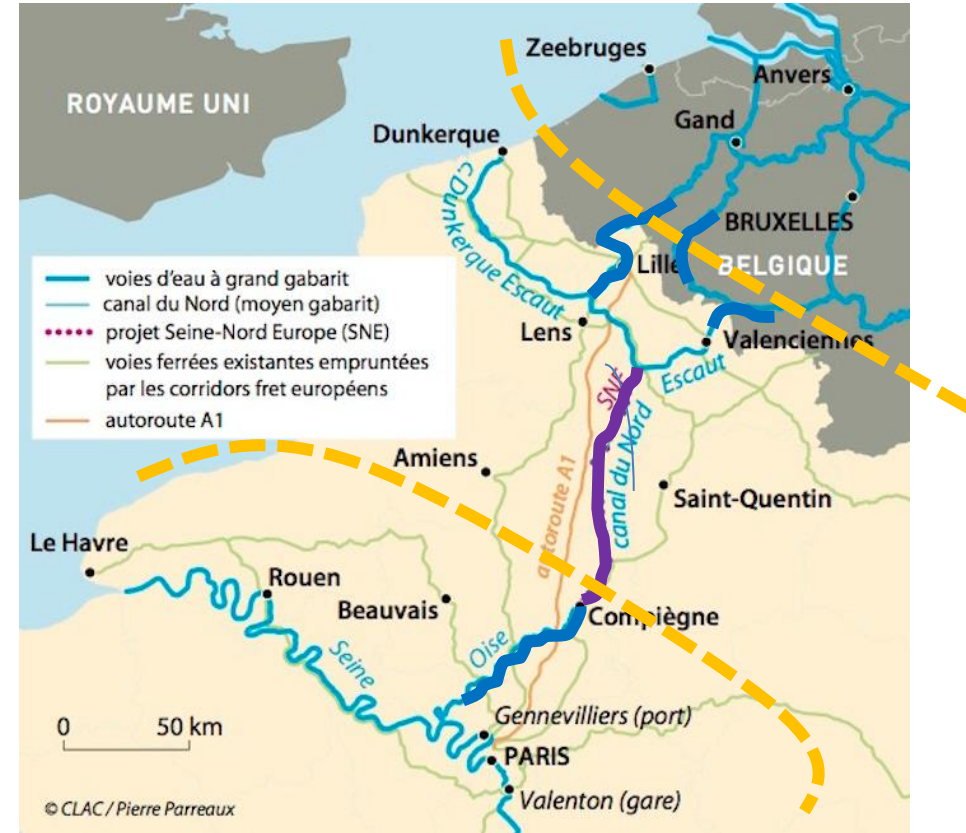 Zeebruges
Anvers
ROYAUME UNI
Gand
Dunkerque
c. Dunkerque Escaut
BRUXELLES
Lille
BELGIQUE
voies d'eau à grand gabarit
canal du Nord (moyen gabarit)
projet Seine-Nord Europe (SNE)
voies ferrées existantes empruntées
par les corridors fret européens
autoroute A1
Lens
Valenciennes
Escaut
SNE
canal du Nord
Amiens
autoroute A1
Saint-Quentin
Le Havre
Rouen
Beauvais
Compiègne
Oise
Seine
Gennevilliers (port)
0 50 km
PARIS
Valenton (gare)
© CLAC / Pierre Parreaux